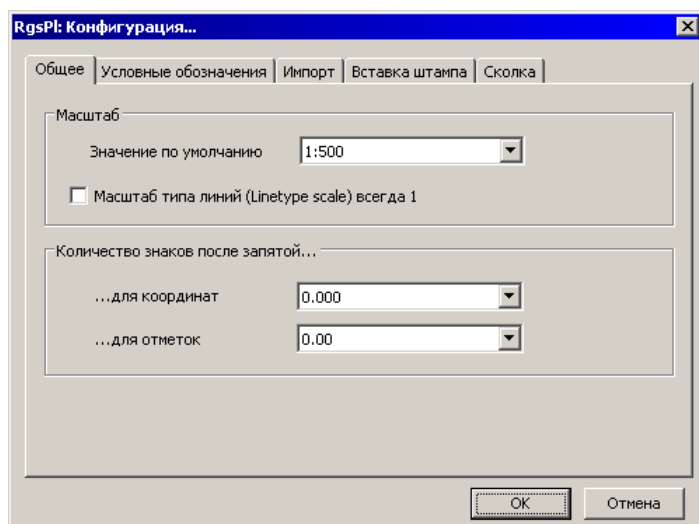 RgsPl: Конфигурация...
Общее Условные обозначения Импорт Вставка штампа Сколка
Масштаб
Значение по умолчанию 1:500
Масштаб типа линий (Linetype scale) всегда 1
Количество знаков после запятой...
...для координат 0.000
...для отметок 0.00
OK Отмена